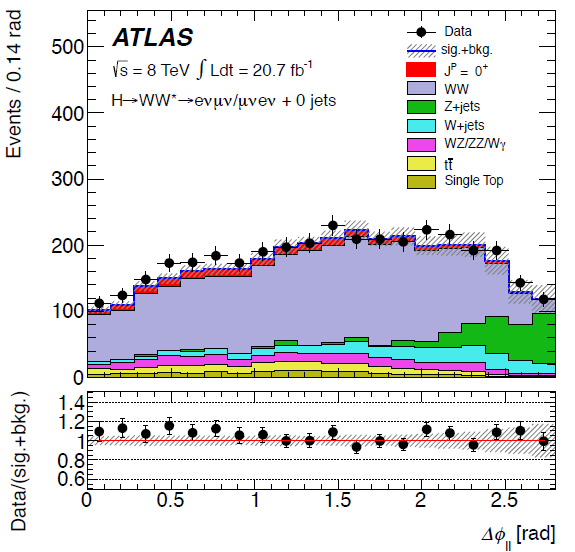 Events / 0.14 rad
500
400
300
200
100
0
ATLAS
√s = 8 TeV ∫ Ldt = 20.7 fb⁻¹
H→WW*→eνμν/μνeν + 0 jets
Data
sig.+bkg.
Jᴾ = 0⁺
WW
Z+jets
W+jets
WZ/ZZ/Wγ
tt̅
Single Top
Data/(sig.+bkg.)
1.4
1.2
1
0.8
0.6
0 0.5 1 1.5 2 2.5
Δϕ_ll [rad]